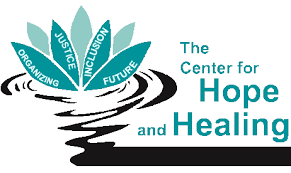 ORGANIZING
JUSTICE
INCLUSION
FUTURE
The
Center for
Hope
and Healing